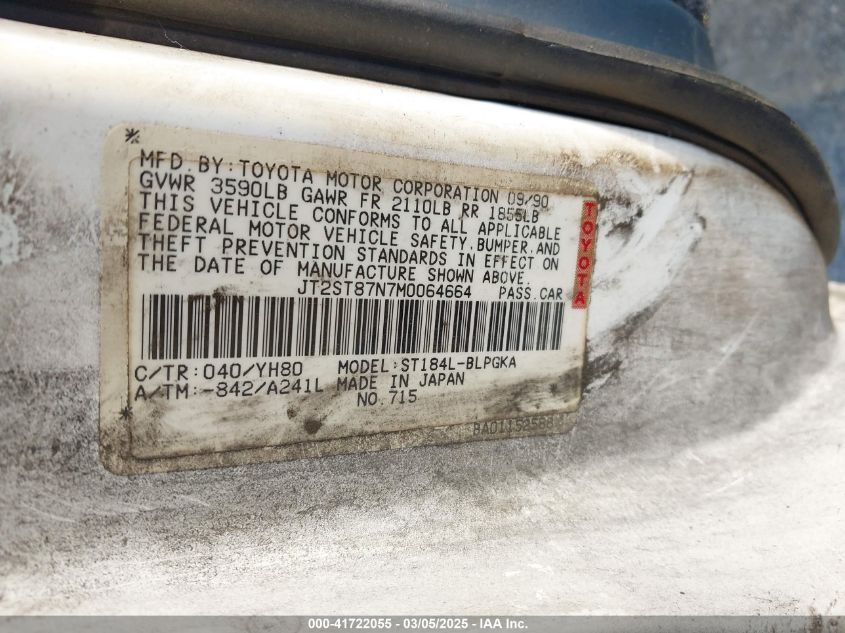 MFD. BY: TOYOTA MOTOR CORPORATION 09/90
GVWR 3590LB GAWR FR 2110LB RR 1855LB
THIS VEHICLE CONFORMS TO ALL APPLICABLE
FEDERAL MOTOR VEHICLE SAFETY, BUMPER, AND
THEFT PREVENTION STANDARDS IN EFFECT ON
THE DATE OF MANUFACTURE SHOWN ABOVE.
JT2ST87N7M0064664 PASS. CAR
TOYOTA
C/TR: 040/YH80 MODEL: ST184L-BLPGKA
A/TM: -842/A241L MADE IN JAPAN
NO. 715
000-41722055 - 03/05/2025 - IAA Inc.